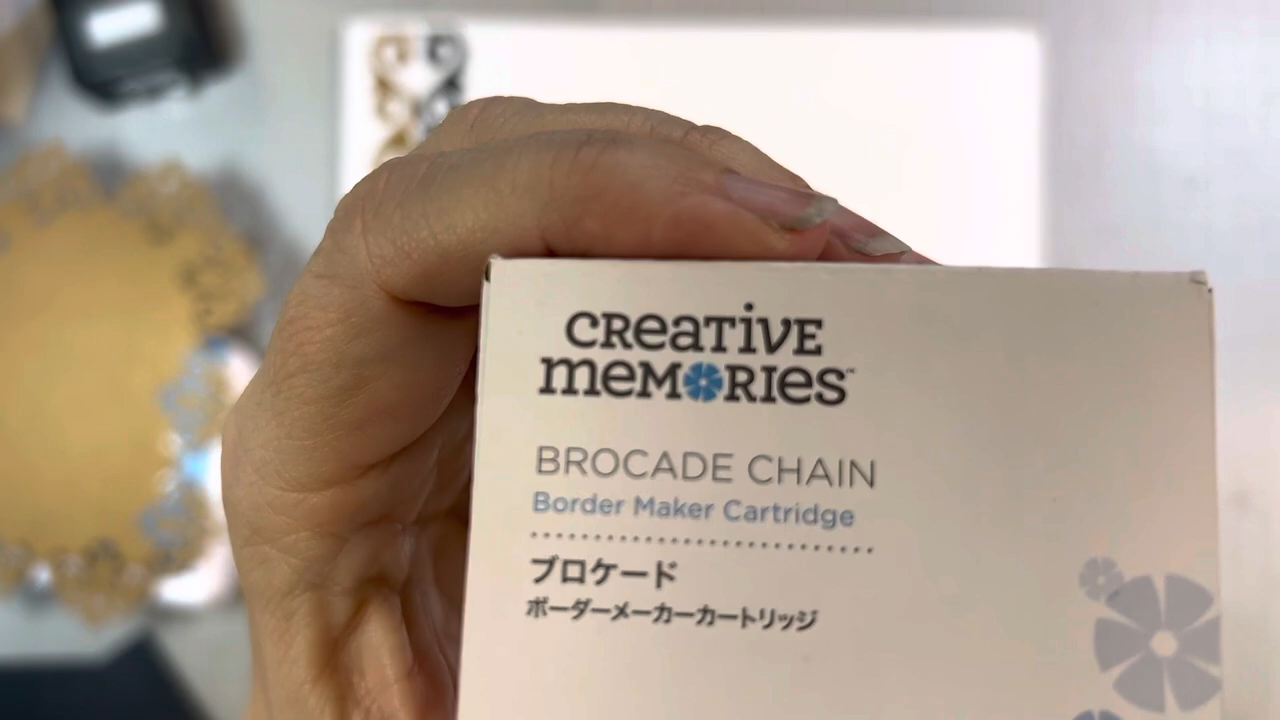 CREATIVE
MEMORIES™
BROCADE CHAIN
Border Maker Cartridge
ブロケード
ボーダーメーカーカートリッジ